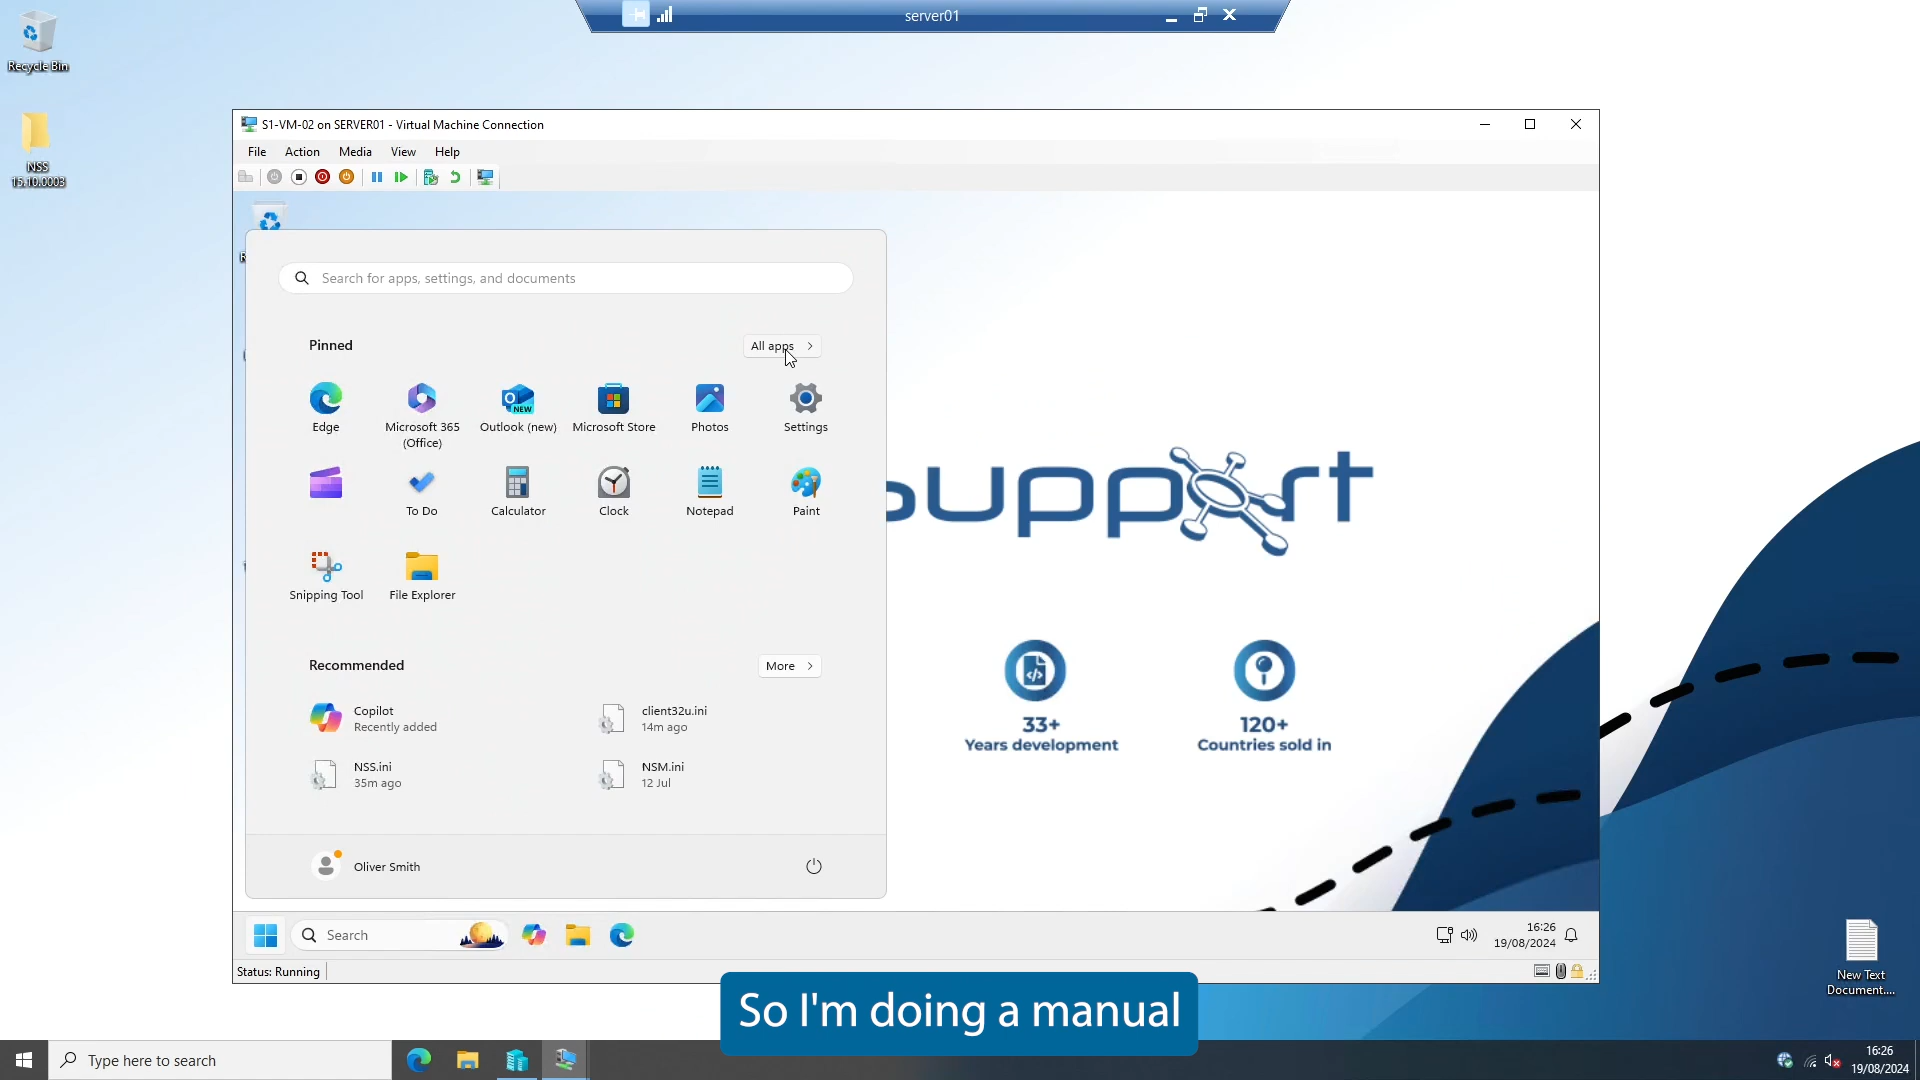 server01
Recycle Bin
NSS
15.10.0003
S1-VM-02 on SERVER01 - Virtual Machine Connection
File Action Media View Help
Search for apps, settings, and documents
Pinned
All apps
Edge
Microsoft 365
(Office)
Outlook (new)
NEW
Microsoft Store
Photos
Settings
To Do
Calculator
Clock
Notepad
Paint
Snipping Tool
File Explorer
Recommended
More
Copilot
Recently added
client32u.ini
14m ago
NSS.ini
35m ago
NSM.ini
12 Jul
Oliver Smith
support
33+
Years development
120+
Countries sold in
Search
16:26
19/08/2024
Status: Running
New Text
Document....
So I'm doing a manual
Type here to search
16:26
19/08/2024